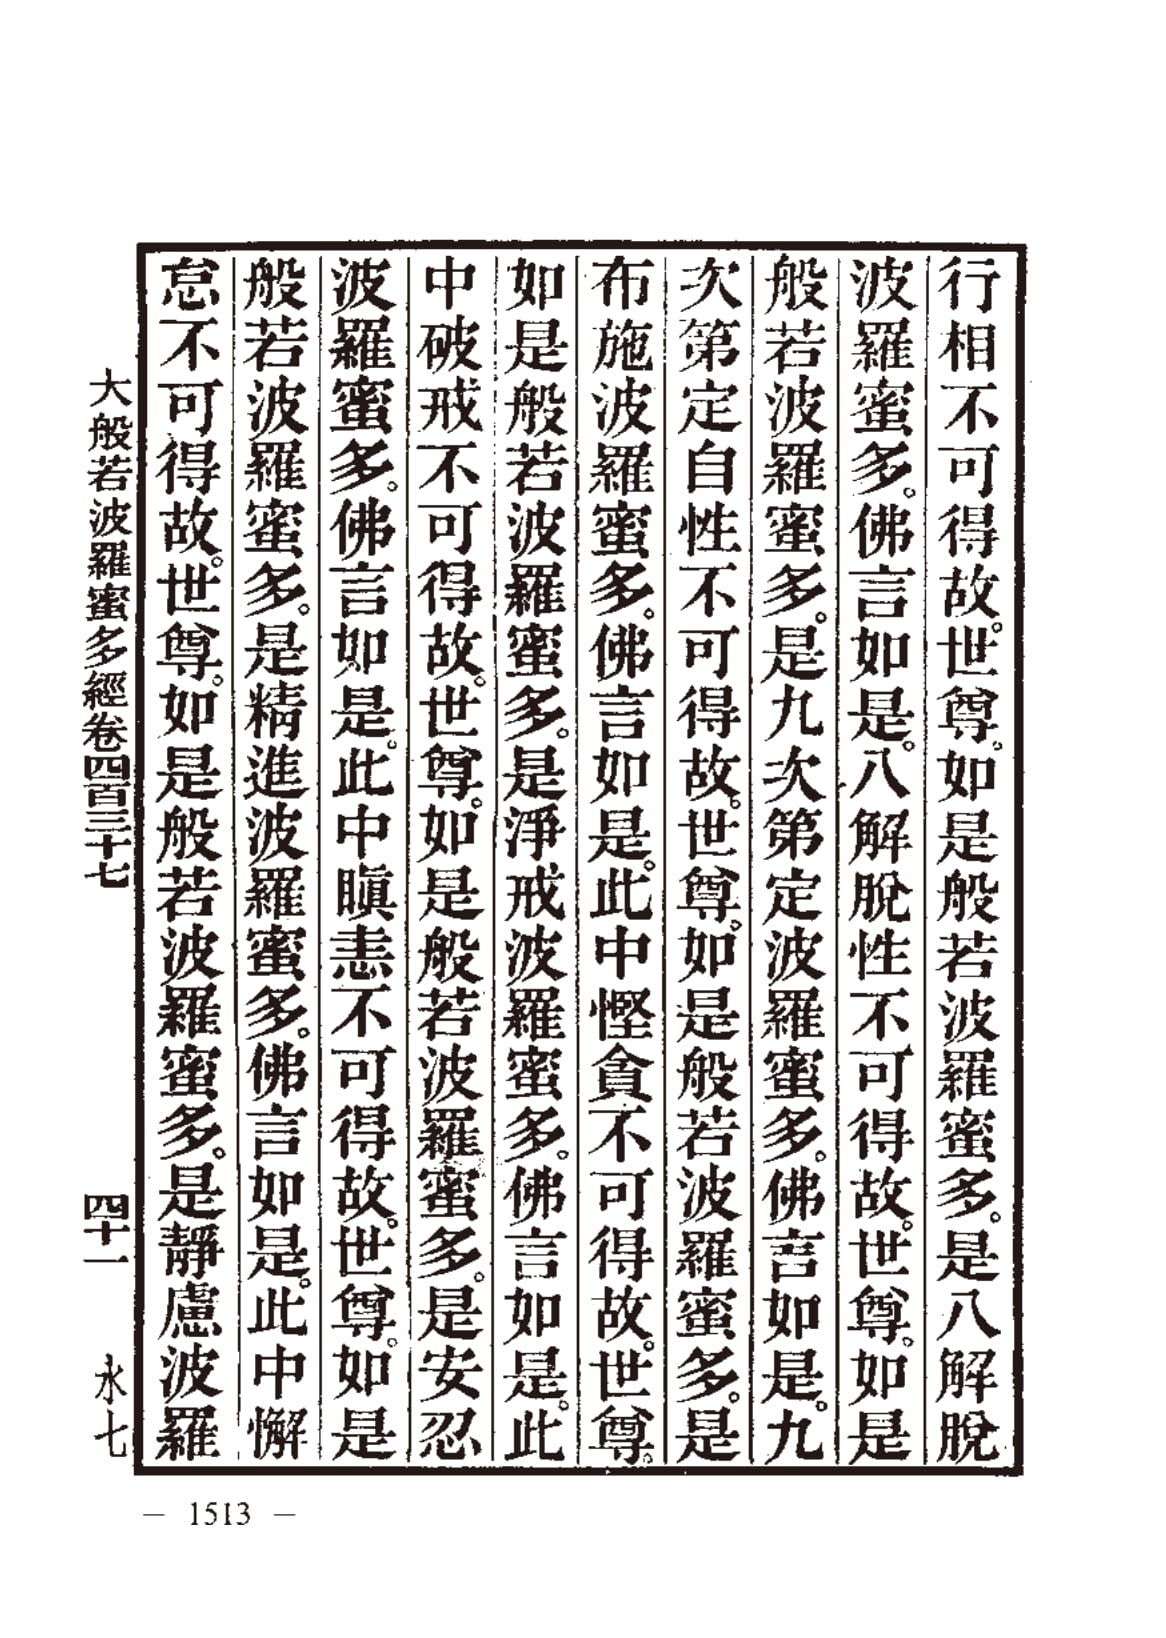 行相不可得故。世尊。如是般若波羅蜜多。是八解脫
波羅蜜多。佛言如是。八解脫性不可得故。世尊。如是
般若波羅蜜多。是九次第定波羅蜜多。佛言如是。九
次第定自性不可得故。世尊。如是般若波羅蜜多。是
布施波羅蜜多。佛言如是。此中慳貪不可得故。世尊。
如是般若波羅蜜多。是淨戒波羅蜜多。佛言如是。此
中破戒不可得故。世尊。如是般若波羅蜜多。是安忍
波羅蜜多。佛言如是。此中瞋恚不可得故。世尊。如是
般若波羅蜜多。是精進波羅蜜多。佛言如是。此中懈
怠不可得故。世尊。如是般若波羅蜜多。是靜慮波羅
大般若波羅蜜多經卷四百三十七 四十一 永七
— 1513 —